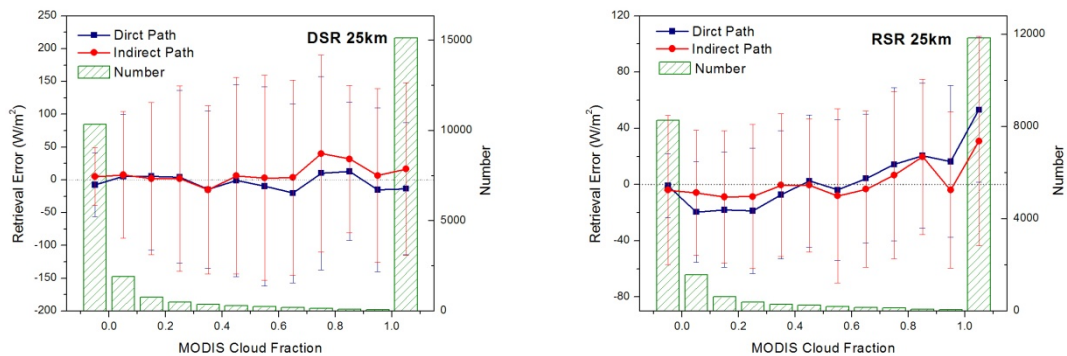 250
200
150
100
50
0
-50
-100
-150
-200
Retrieval Error (W/m²)
Dirct Path
Indirect Path
Number
DSR 25km
15000
10000
5000
0
Number
0.0 0.2 0.4 0.6 0.8 1.0
MODIS Cloud Fraction
120
80
40
0
-40
-80
Retrieval Error (W/m²)
Dirct Path
Indirect Path
Number
RSR 25km
12000
8000
4000
0
Number
0.0 0.2 0.4 0.6 0.8 1.0
MODIS Cloud Fraction